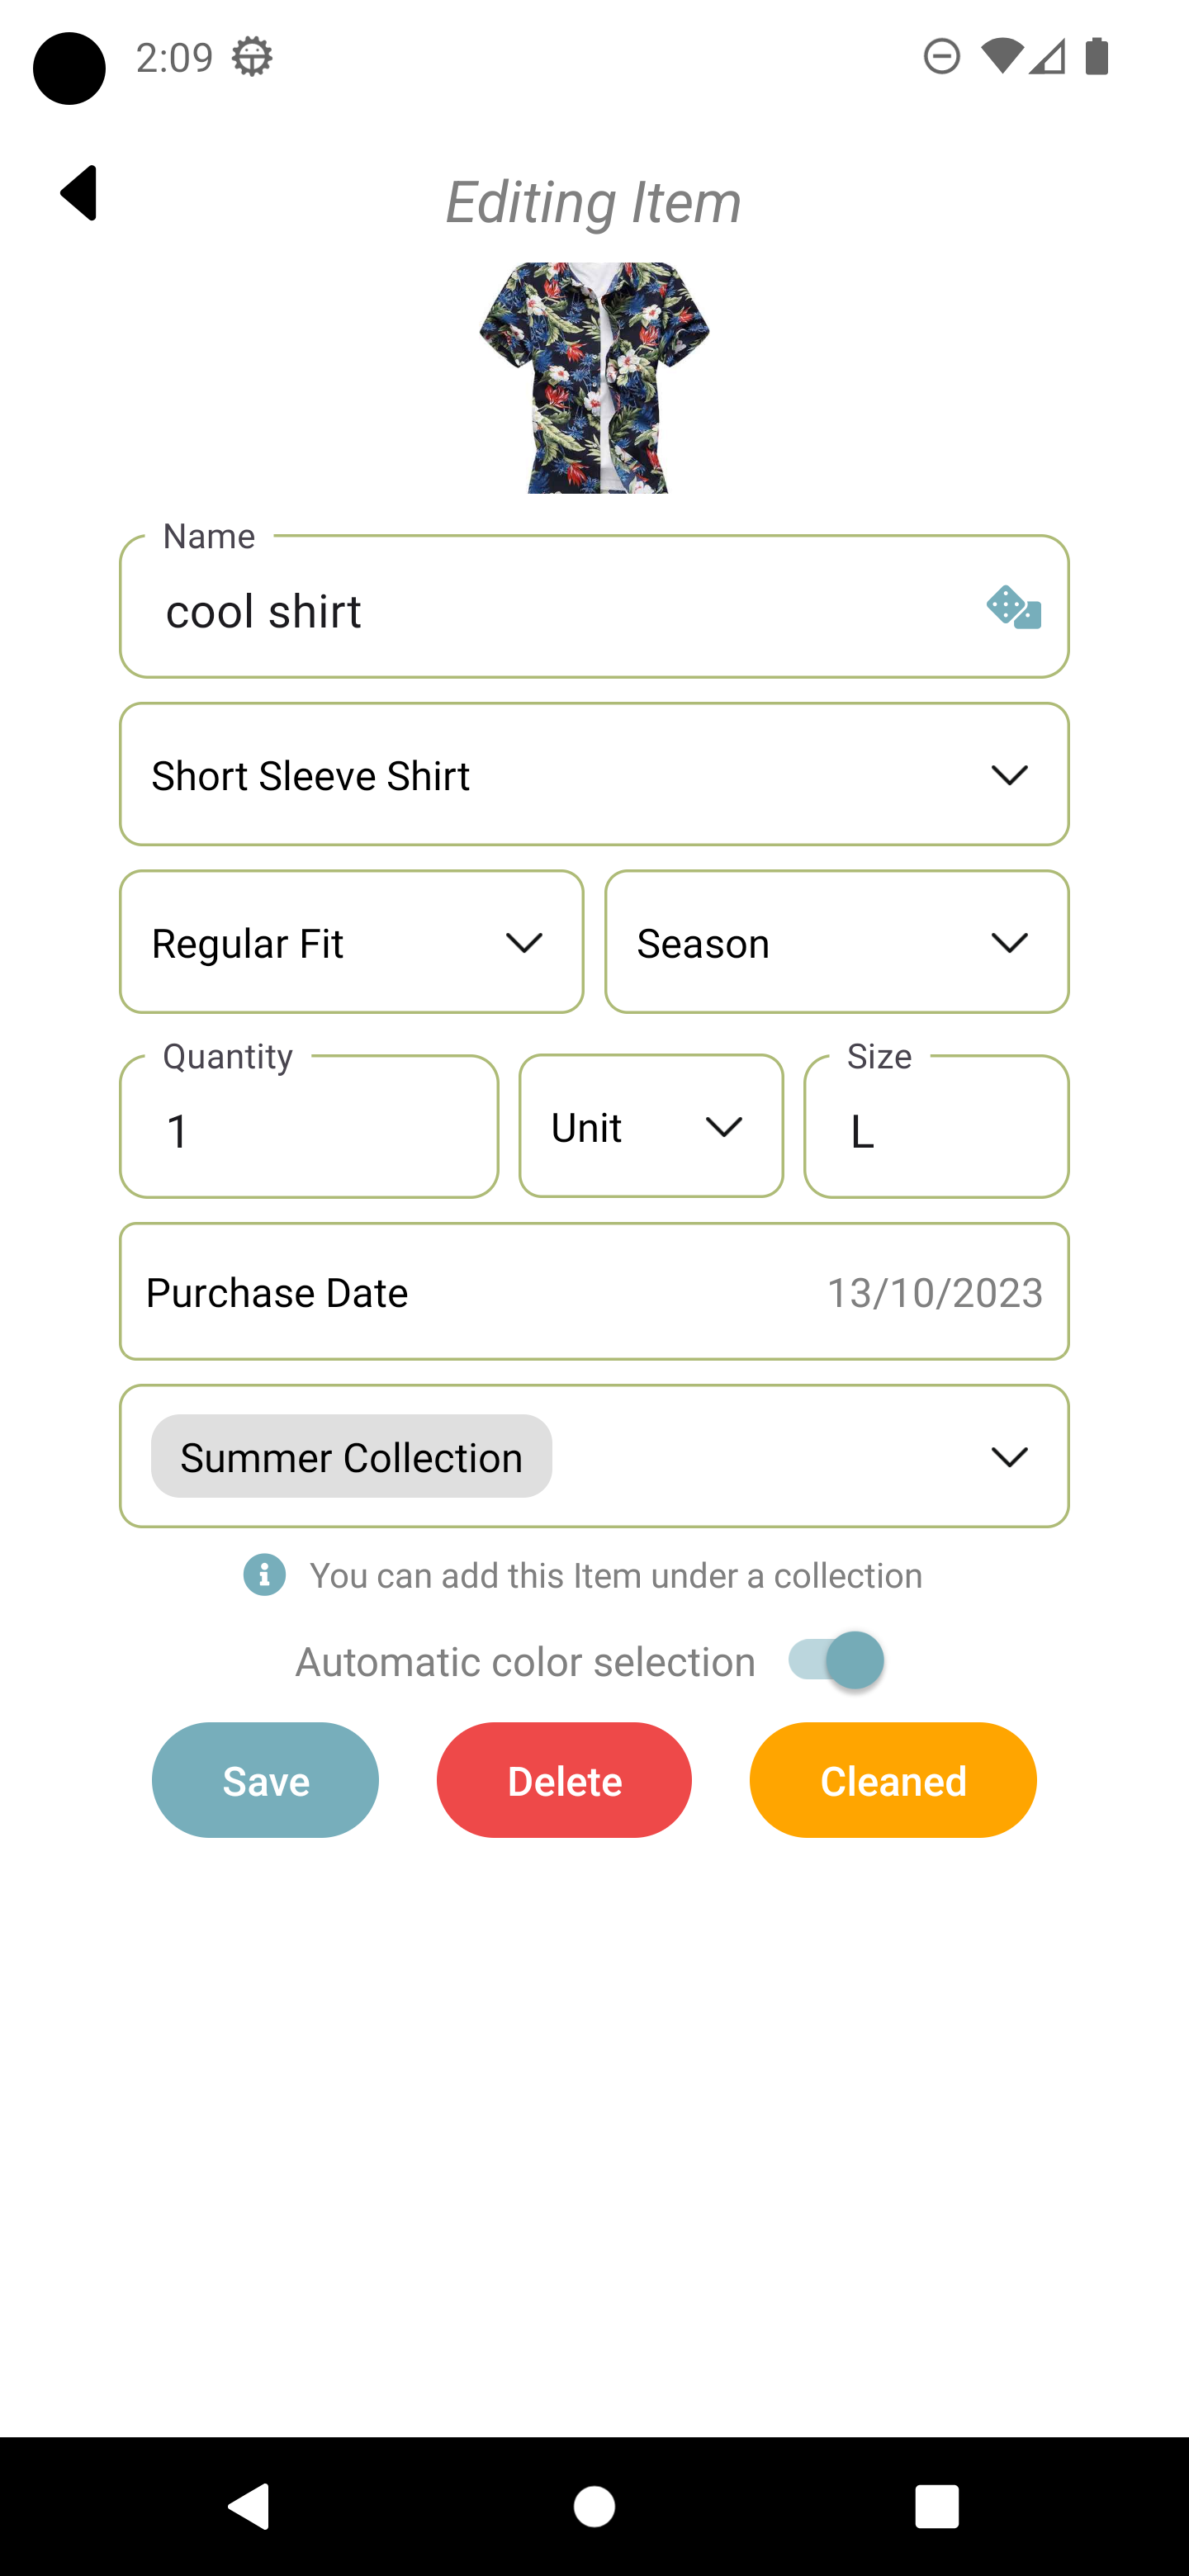 2:09
Editing Item
Name
cool shirt
Short Sleeve Shirt
Regular Fit
Season
Quantity
1
Unit
Size
L
Purchase Date
13/10/2023
Summer Collection
You can add this Item under a collection
Automatic color selection
Save
Delete
Cleaned